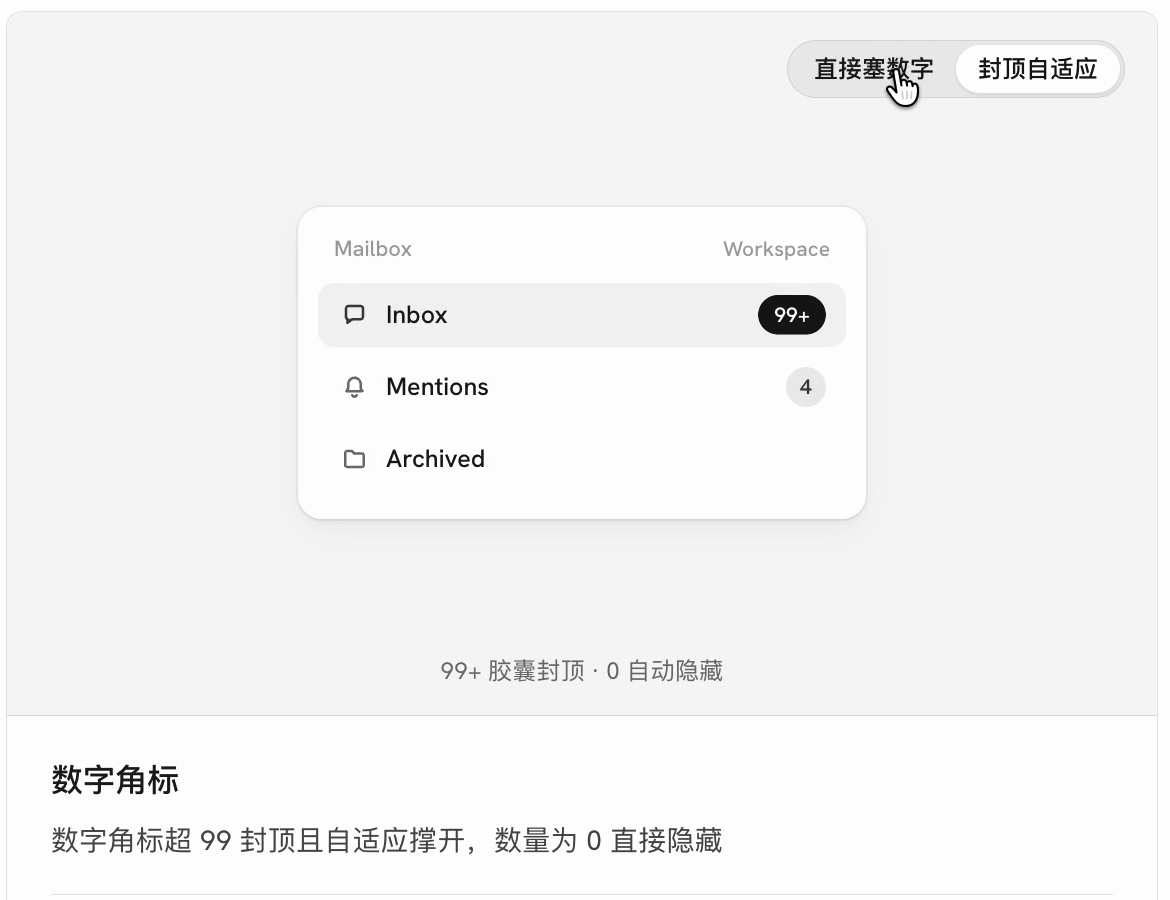 直接塞数字 封顶自适应
Mailbox Workspace
Inbox 99+
Mentions 4
Archived
99+ 胶囊封顶 · 0 自动隐藏
数字角标
数字角标超 99 封顶且自适应撑开，数量为 0 直接隐藏